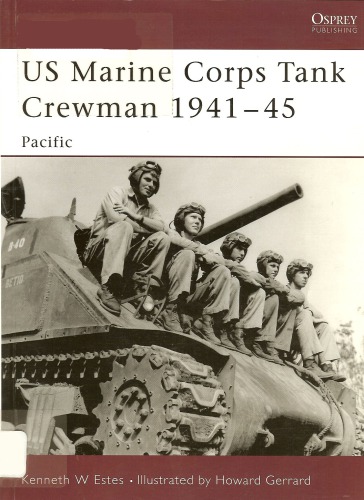 OSPREY
PUBLISHING
US Marine Corps Tank
Crewman 1941–45
Pacific
Kenneth W Estes • Illustrated by Howard Gerrard